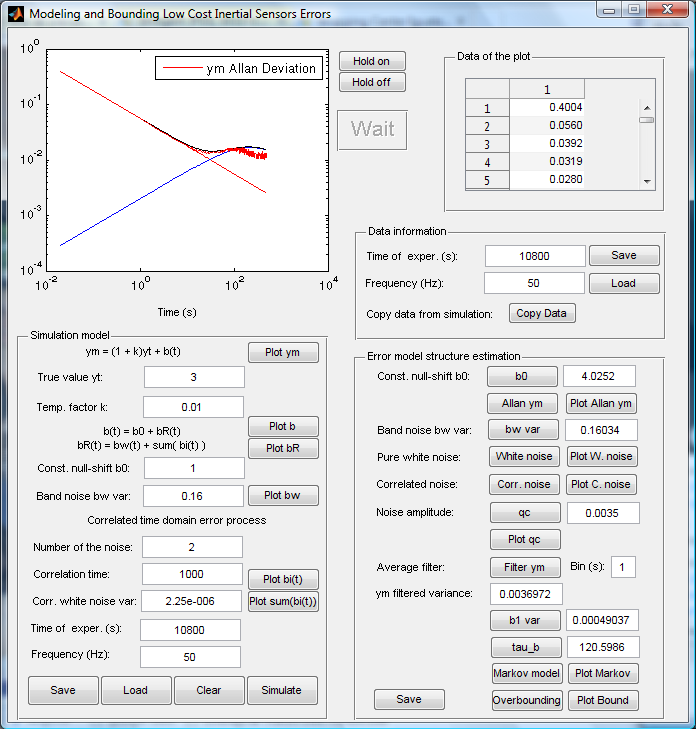 Modeling and Bounding Low Cost Inertial Sensors Errors
10^0
10^-1
10^-2
10^-3
10^-4
10^-2
10^0
10^2
10^4
ym Allan Deviation
Time (s)
Hold on
Hold off
Wait
Data of the plot
1
1 0.4004
2 0.0560
3 0.0392
4 0.0319
5 0.0280
Data information
Time of exper. (s): 10800 Save
Frequency (Hz): 50 Load
Copy data from simulation: Copy Data
Simulation model
ym = (1 + k)yt + b(t) Plot ym
True value yt: 3
Temp. factor k: 0.01
b(t) = b0 + bR(t) Plot b
bR(t) = bw(t) + sum( bi(t) ) Plot bR
Const. null-shift b0: 1
Band noise bw var: 0.16 Plot bw
Correlated time domain error process
Number of the noise: 2
Correlation time: 1000 Plot bi(t)
Corr. white noise var: 2.25e-006 Plot sum(bi(t))
Time of exper. (s): 10800
Frequency (Hz): 50
Save Load Clear Simulate
Error model structure estimation
Const. null-shift b0: b0 4.0252
Allan ym Plot Allan ym
Band noise bw var: bw var 0.16034
Pure white noise: White noise Plot W. noise
Correlated noise: Corr. noise Plot C. noise
Noise amplitude: qc 0.0035
Plot qc
Average filter: Filter ym Bin (s): 1
ym filtered variance: 0.0036972
b1 var 0.00049037
tau_b 120.5986
Markov model Plot Markov
Save Overbounding Plot Bound